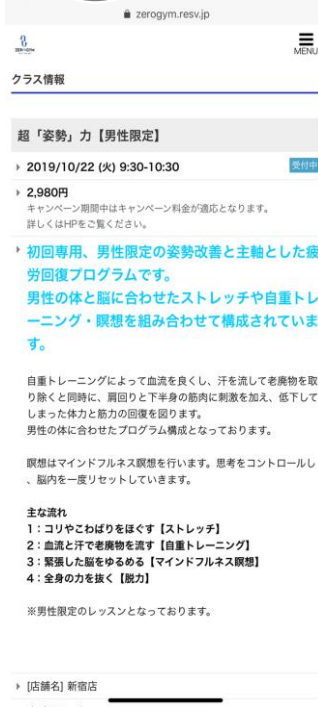 zerogym.resv.jp
MENU
クラス情報
超「姿勢」力【男性限定】
2019/10/22 (火) 9:30-10:30
受付中
2,980円
キャンペーン期間中はキャンペーン料金が適応となります。
詳しくはHPをご覧ください。
初回専用、男性限定の姿勢改善と主軸とした疲
労回復プログラムです。
男性の体と脳に合わせたストレッチや自重トレ
ーニング・瞑想を組み合わせて構成されていま
す。
自重トレーニングによって血流を良くし、汗を流して老廃物を取
り除くと同時に、肩回りと下半身の筋肉に刺激を加え、低下して
しまった体力と筋力の回復を図ります。
男性の体に合わせたプログラム構成となっております。
瞑想はマインドフルネス瞑想を行います。思考をコントロールし
、脳内を一度リセットしていきます。
主な流れ
1：コリやこわばりをほぐす【ストレッチ】
2：血流と汗で老廃物を流す【自重トレーニング】
3：緊張した脳をゆるめる【マインドフルネス瞑想】
4：全身の力を抜く【脱力】
※男性限定のレッスンとなっております。
[店舗名] 新宿店